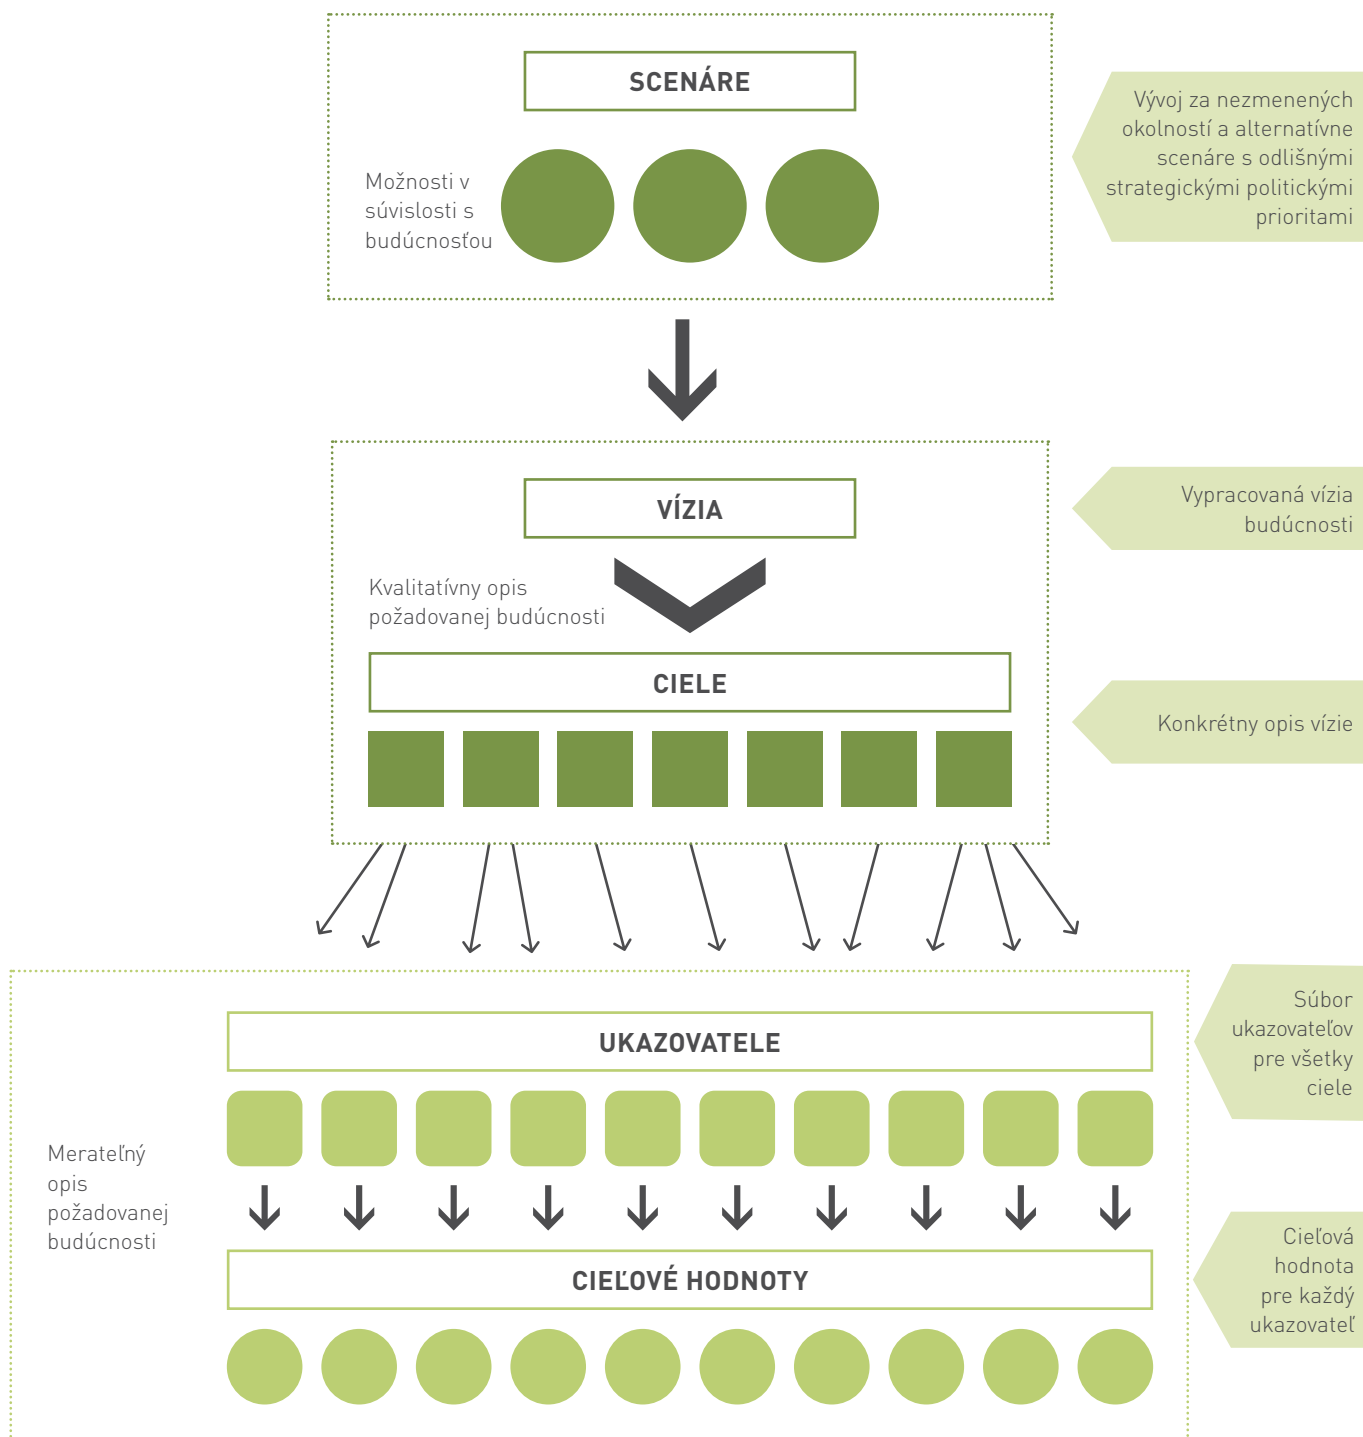 SCENÁRE
Možnosti v
súvislosti s
budúcnosťou
Vývoj za nezmenených
okolností a alternatívne
scenáre s odlišnými
strategickými politickými
prioritami
VÍZIA
Vypracovaná vízia
budúcnosti
Kvalitatívny opis
požadovanej budúcnosti
CIELE
Konkrétny opis vízie
UKAZOVATELE
Súbor
ukazovateľov
pre všetky
ciele
Merateľný
opis
požadovanej
budúcnosti
CIEĽOVÉ HODNOTY
Cieľová
hodnota
pre každý
ukazovateľ